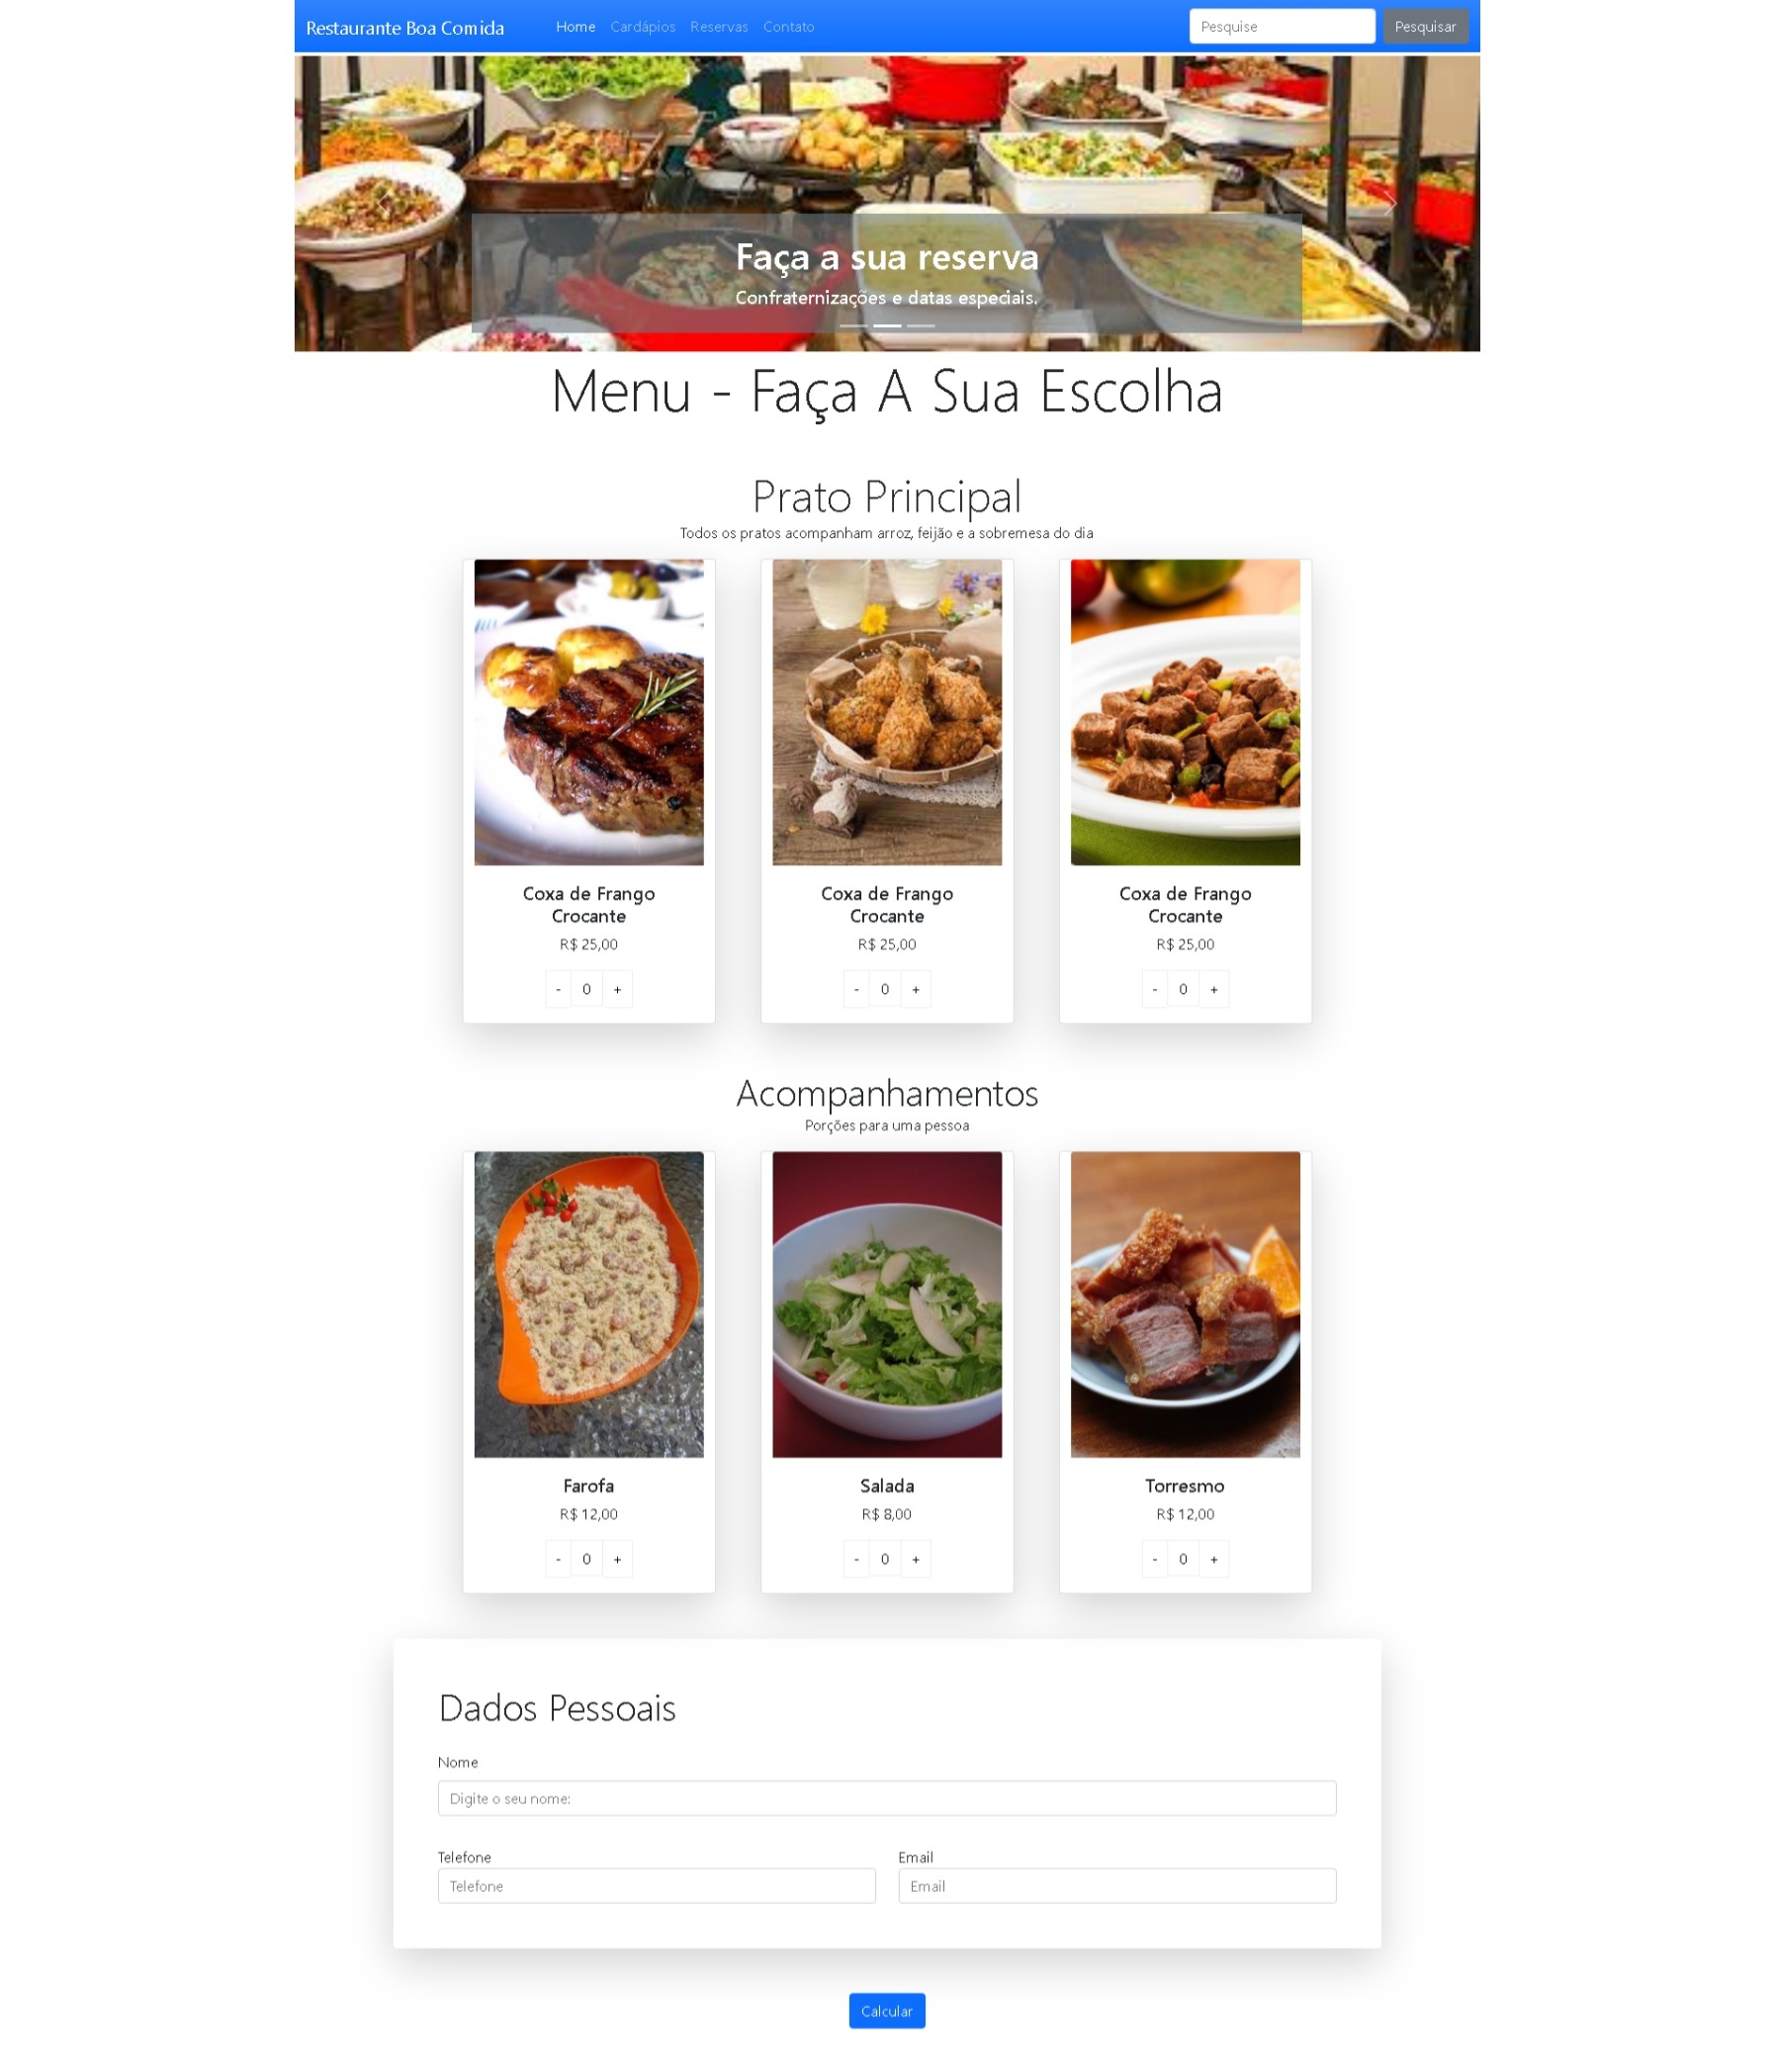 Restaurante Boa Comida Home Cardápios Reservas Contato Pesquise Pesquisar
Faça a sua reserva
Confraternizações e datas especiais.
Menu - Faça A Sua Escolha
Prato Principal
Todos os pratos acompanham arroz, feijão e a sobremesa do dia
Coxa de Frango
Crocante
R$ 25,00
- 0 +
Coxa de Frango
Crocante
R$ 25,00
- 0 +
Coxa de Frango
Crocante
R$ 25,00
- 0 +
Acompanhamentos
Porções para uma pessoa
Farofa
R$ 12,00
- 0 +
Salada
R$ 8,00
- 0 +
Torresmo
R$ 12,00
- 0 +
Dados Pessoais
Nome
Digite o seu nome:
Telefone
Telefone
Email
Email
Calcular